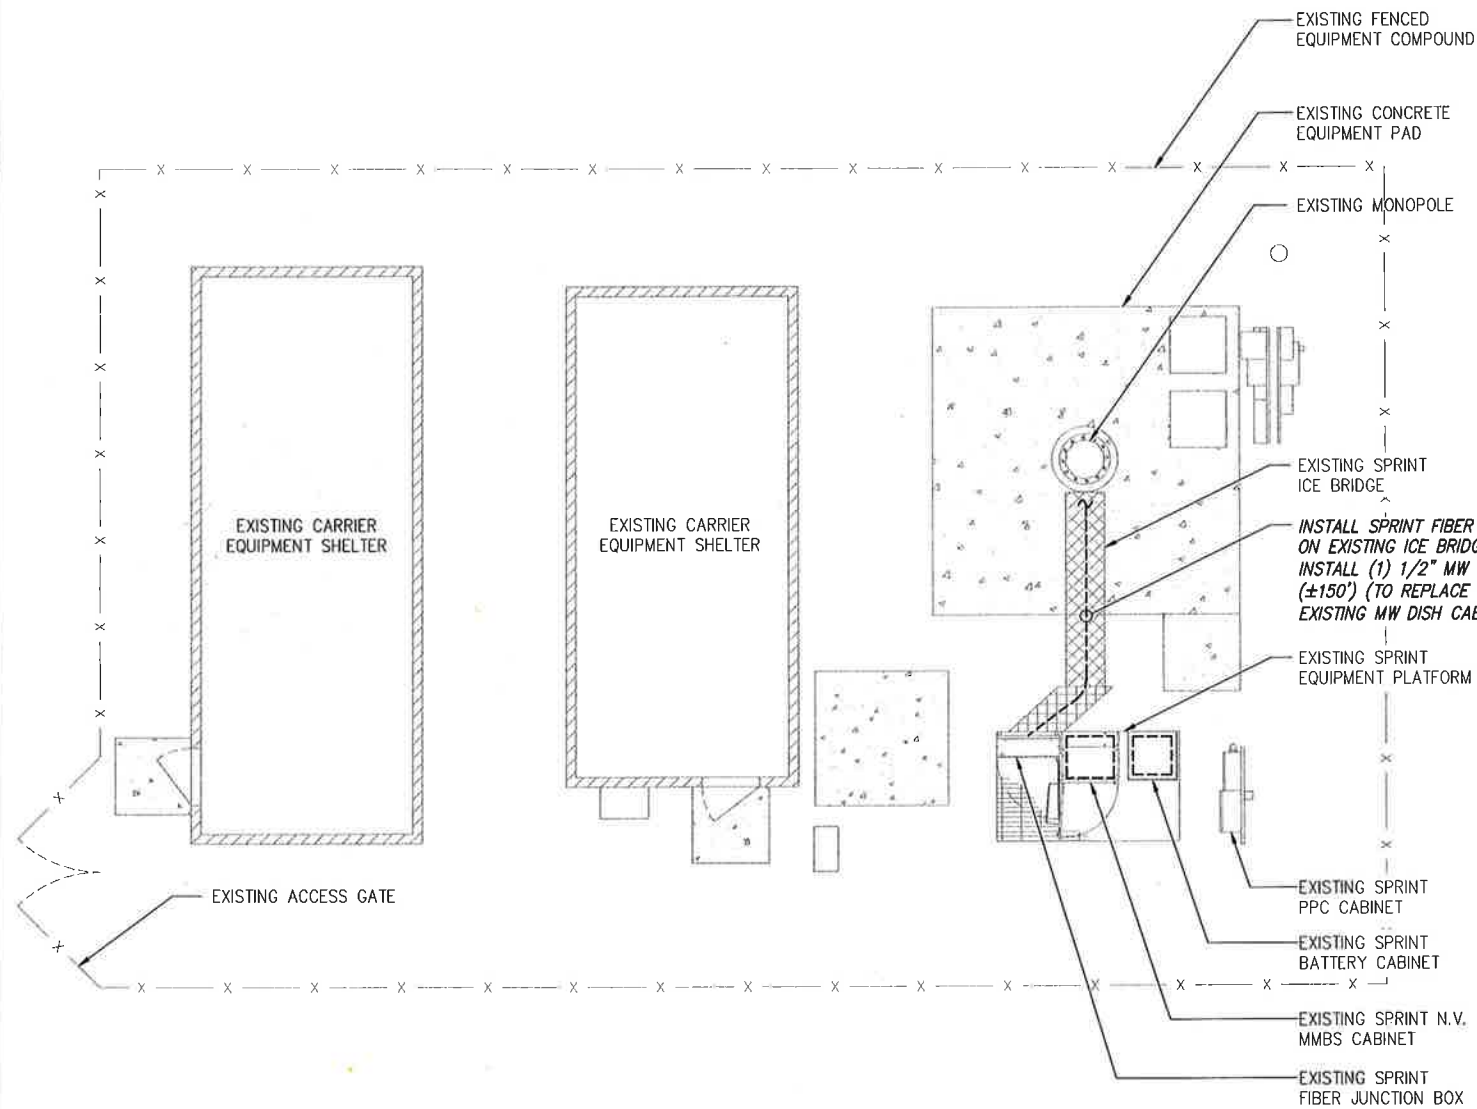 EXISTING FENCED
EQUIPMENT COMPOUND
EXISTING CONCRETE
EQUIPMENT PAD
EXISTING MONOPOLE
EXISTING SPRINT
ICE BRIDGE
INSTALL SPRINT FIBER
ON EXISTING ICE
INSTALL (1) 1/2" MW
(±150') (TO REPLACE
EXISTING MW DISH
EXISTING SPRINT
EQUIPMENT PLATFORM
EXISTING CARRIER
EQUIPMENT SHELTER
EXISTING CARRIER
EQUIPMENT SHELTER
EXISTING ACCESS GATE
EXISTING SPRINT
PPC CABINET
EXISTING SPRINT
BATTERY CABINET
EXISTING SPRINT N.V.
MMBS CABINET
EXISTING SPRINT
FIBER JUNCTION BOX